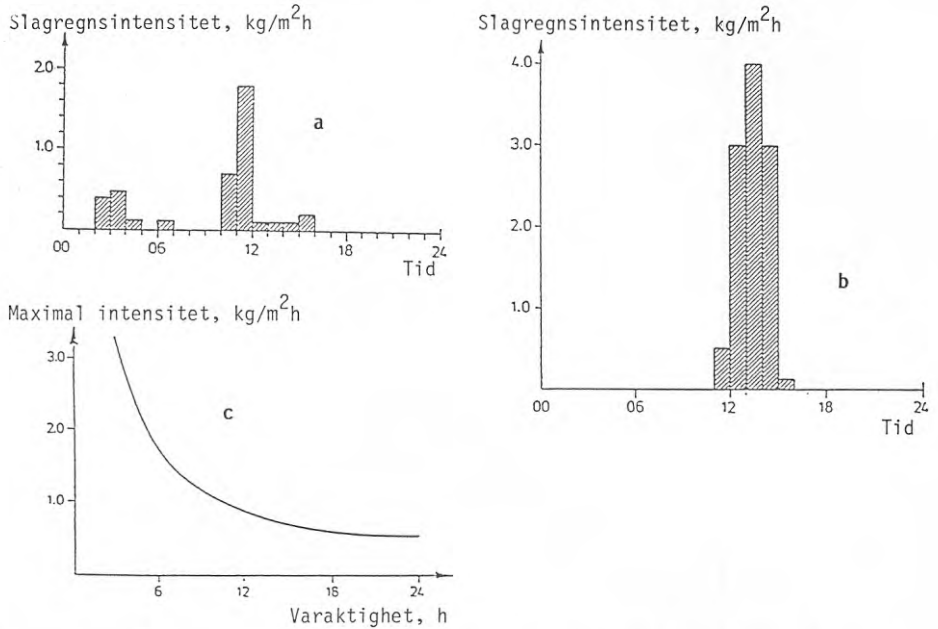 Slagregnsintensitet, kg/m²h
2.0
1.0
a
00 06 12 18 24
Tid
Slagregnsintensitet, kg/m²h
4.0
3.0
2.0
1.0
b
00 06 12 18 24
Tid
Maximal intensitet, kg/m²h
3.0
2.0
1.0
c
6 12 18 24
Varaktighet, h